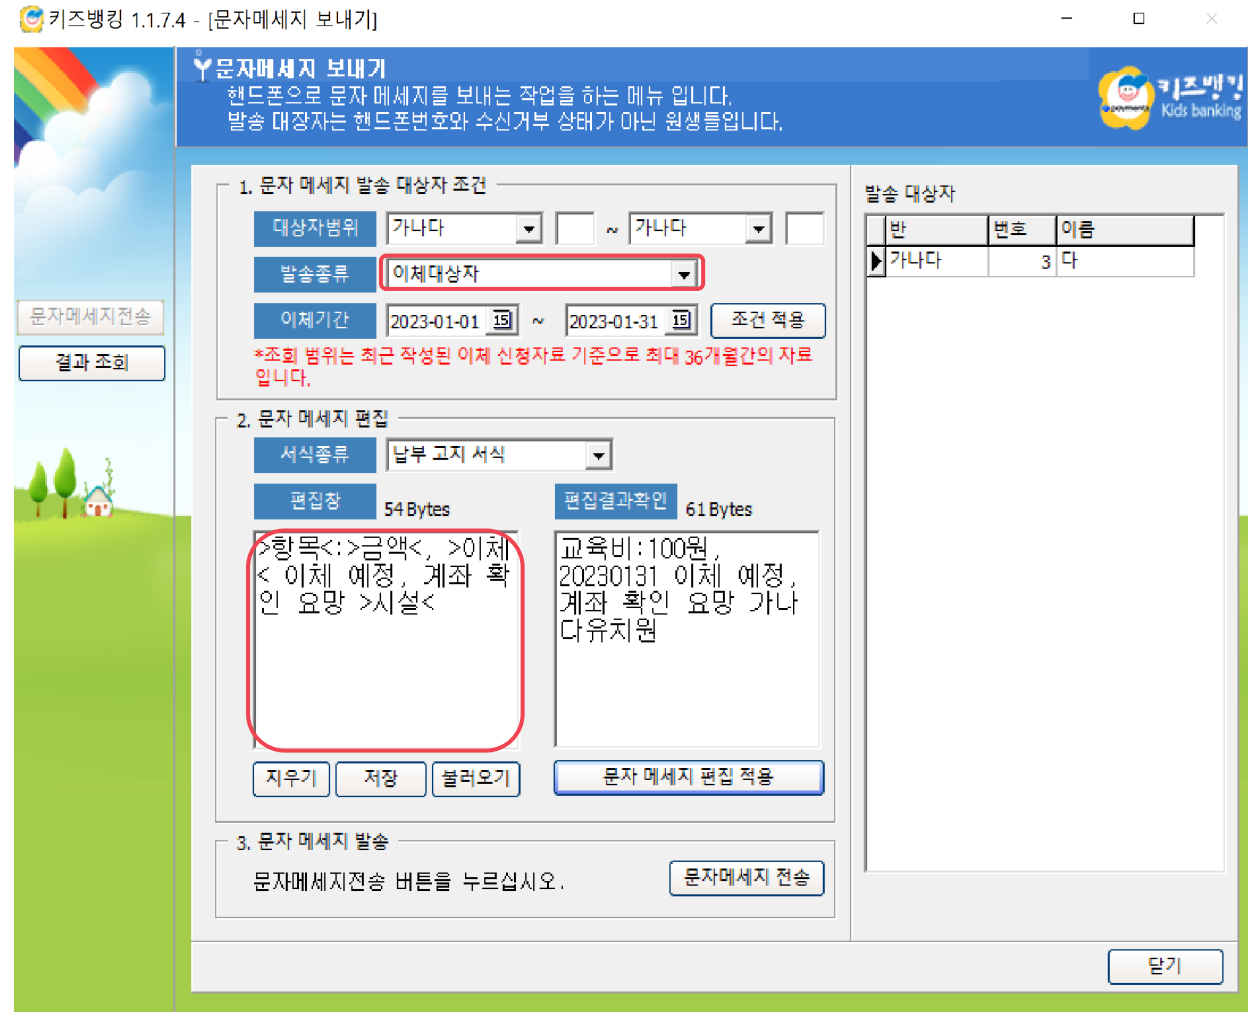 키즈뱅킹 1.1.7.4 - [문자메세지 보내기]
문자메세지 보내기
핸드폰으로 문자 메세지를 보내는 작업을 하는 메뉴 입니다.
발송 대장자는 핸드폰번호와 수신거부 상태가 아닌 원생들입니다.
payments
키즈뱅킹
Kids banking
문자메세지전송
결과 조회
1. 문자 메세지 발송 대상자 조건
대상자범위 가나다 ~ 가나다
발송종류 이체대상자
이체기간 2023-01-01 15 ~ 2023-01-31 15 조건 적용
*조회 범위는 최근 작성된 이체 신청자료 기준으로 최대 36개월간의 자료
입니다.
2. 문자 메세지 편집
서식종류 납부 고지 서식
편집창 54 Bytes
>항목<:>금액<, >이체
< 이체 예정, 계좌 확
인 요망 >시설<
편집결과확인 61 Bytes
교육비:100원,
20230131 이체 예정,
계좌 확인 요망 가나
다유치원
지우기 저장 불러오기 문자 메세지 편집 적용
3. 문자 메세지 발송
문자메세지전송 버튼을 누르십시오. 문자메세지 전송
발송 대상자
반 번호 이름
가나다 3 다
닫기